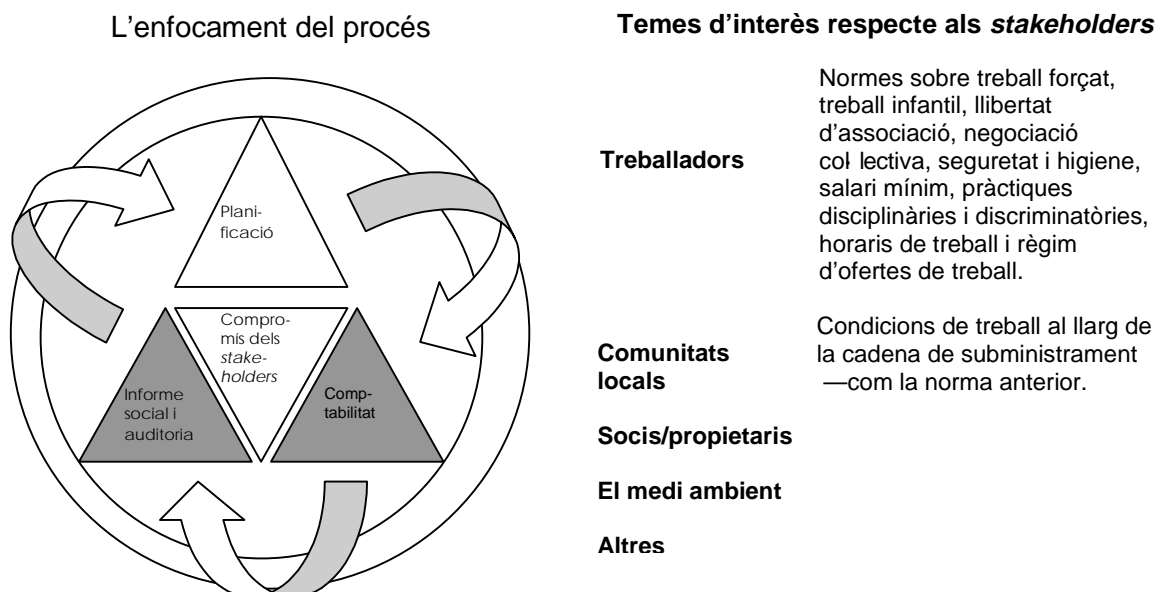 L'enfocament del procés
Plani-
ficació
Compro-
mís dels
stake-
holders
Informe
social i
auditoria
Comp-
tabilitat
Temes d'interès respecte als stakeholders
Treballadors
Normes sobre treball forçat,
treball infantil, llibertat
d'associació, negociació
col·lectiva, seguretat i higiene,
salari mínim, pràctiques
disciplinàries i discriminatòries,
horaris de treball i règim
d'ofertes de treball.
Comunitats
locals
Condicions de treball al llarg de
la cadena de subministrament
—com la norma anterior.
Socis/propietaris
El medi ambient
Altres